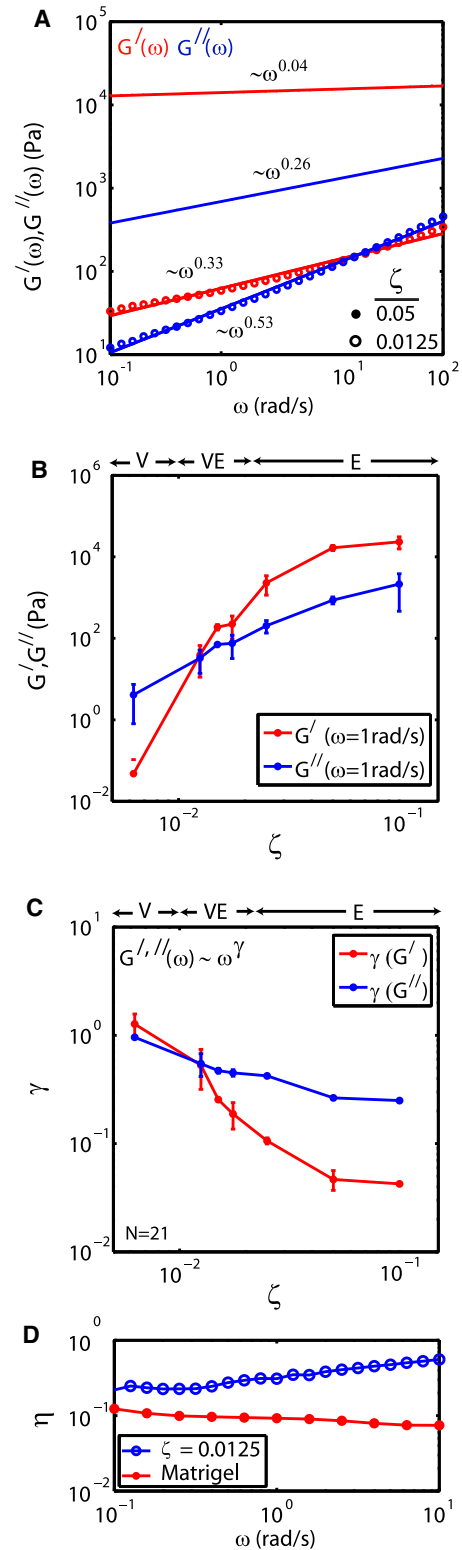 A
G/(ω) G//(ω)
10^5
10^4
10^3
10^2
10^1
G/(ω),G//(ω) (Pa)
~ω^0.04
~ω^0.26
~ω^0.33
~ω^0.53
ζ
0.05
0.0125
10^-1 10^0 10^1 10^2
ω (rad/s)
B
V VE E
10^6
10^4
10^2
10^0
10^-2
G/,G//(Pa)
G/ (ω=1rad/s)
G//(ω=1rad/s)
10^-2 10^-1
ζ
C
V VE E
10^1
10^0
10^-1
10^-2
γ
G/,//(ω) ~ ω^γ
γ (G/ )
γ (G//)
N=21
10^-2 10^-1
ζ
D
10^0
10^-1
10^-2
η
ζ = 0.0125
Matrigel
10^-1 10^0 10^1
ω (rad/s)